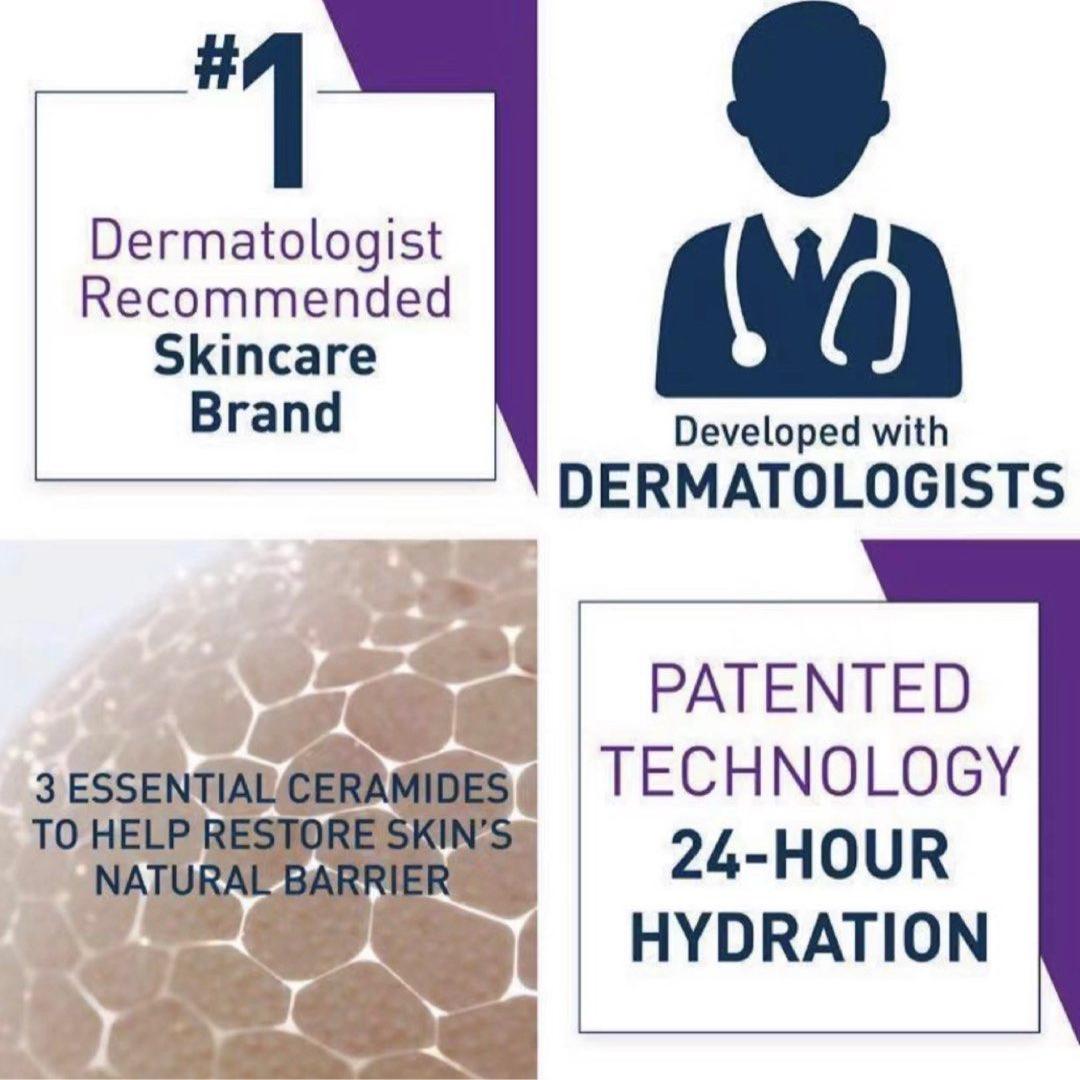 #1
Dermatologist
Recommended
Skincare
Brand
Developed with
DERMATOLOGISTS
3 ESSENTIAL CERAMIDES
TO HELP RESTORE SKIN'S
NATURAL BARRIER
PATENTED
TECHNOLOGY
24-HOUR
HYDRATION